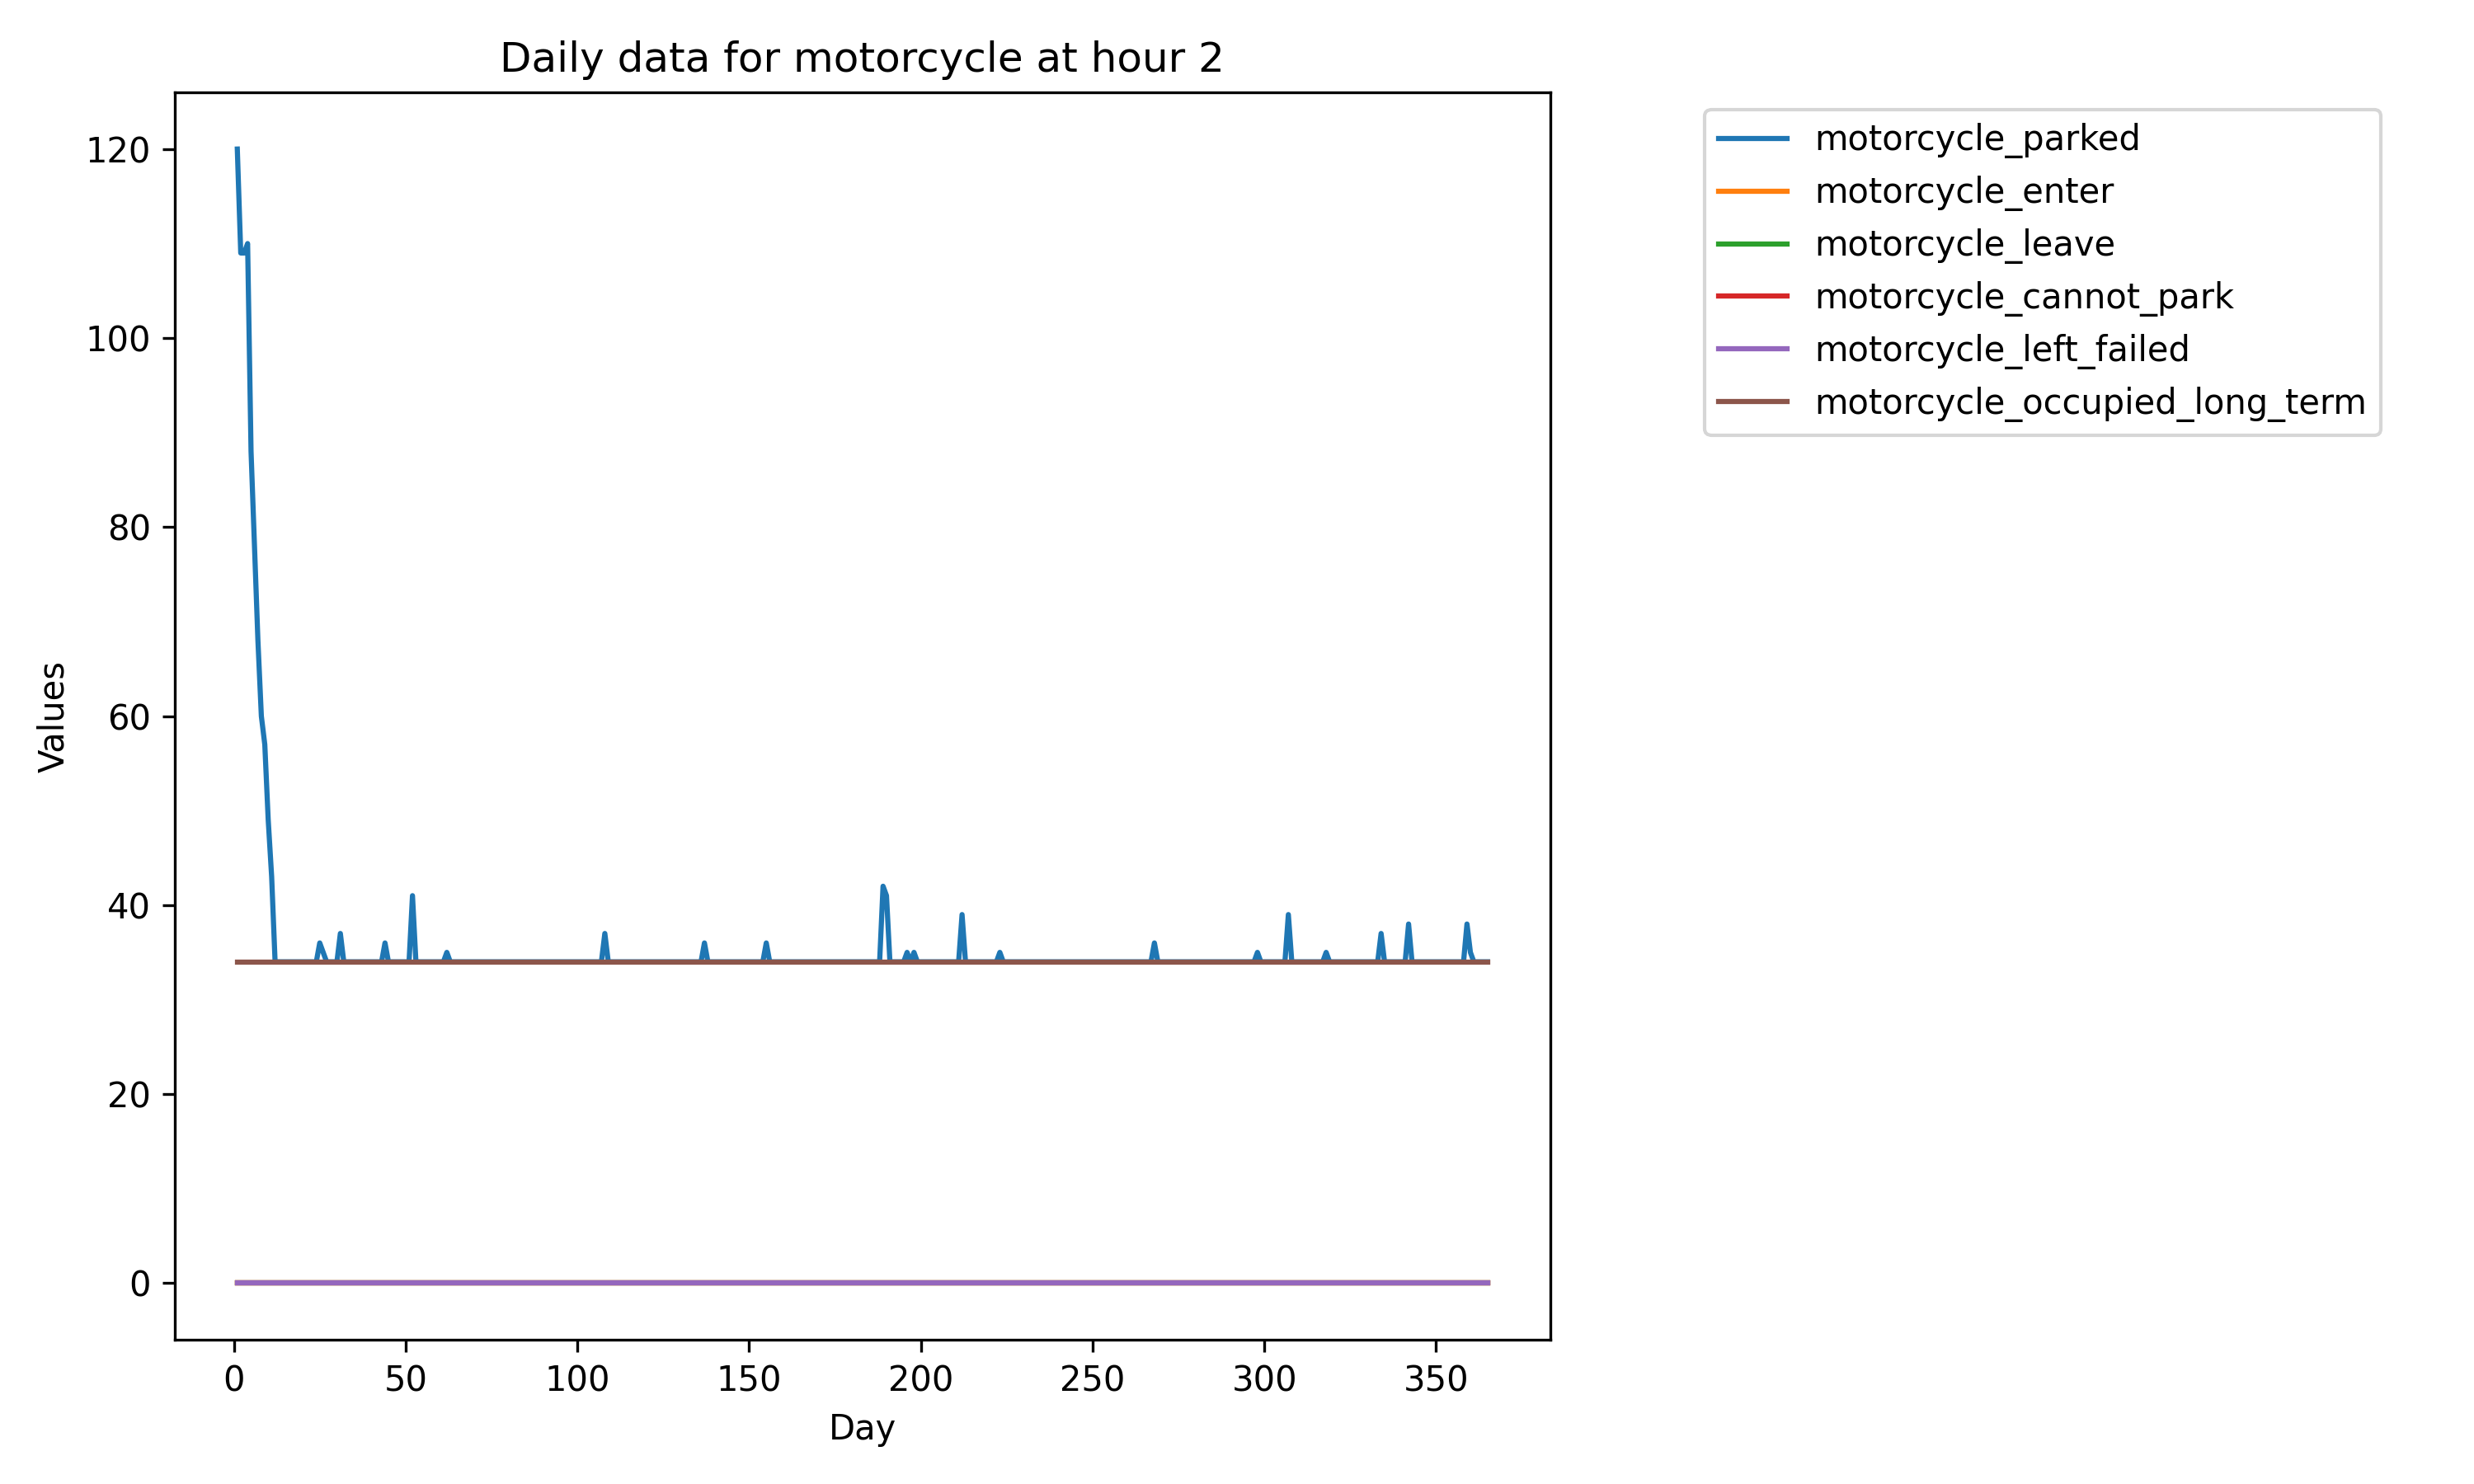 Daily data for motorcycle at hour 2
motorcycle_parked
motorcycle_enter
motorcycle_leave
motorcycle_cannot_park
motorcycle_left_failed
motorcycle_occupied_long_term
Values
120
100
80
60
40
20
0
0 50 100 150 200 250 300 350
Day